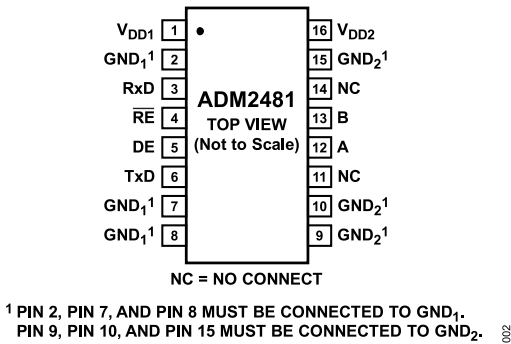 V_DD1 1 16 V_DD2
GND₁¹ 2 15 GND₂¹
RxD 3 14 NC
R̅E̅ 4 13 B
DE 5 12 A
TxD 6 11 NC
GND₁¹ 7 10 GND₂¹
GND₁¹ 8 9 GND₂¹
ADM2481
TOP VIEW
(Not to Scale)
NC = NO CONNECT
¹ PIN 2, PIN 7, AND PIN 8 MUST BE CONNECTED TO GND₁.
PIN 9, PIN 10, AND PIN 15 MUST BE CONNECTED TO GND₂.
002